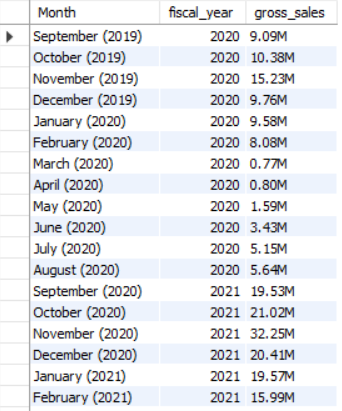 Month fiscal_year gross_sales
September (2019) 2020 9.09M
October (2019) 2020 10.38M
November (2019) 2020 15.23M
December (2019) 2020 9.76M
January (2020) 2020 9.58M
February (2020) 2020 8.08M
March (2020) 2020 0.77M
April (2020) 2020 0.80M
May (2020) 2020 1.59M
June (2020) 2020 3.43M
July (2020) 2020 5.15M
August (2020) 2020 5.64M
September (2020) 2021 19.53M
October (2020) 2021 21.02M
November (2020) 2021 32.25M
December (2020) 2021 20.41M
January (2021) 2021 19.57M
February (2021) 2021 15.99M